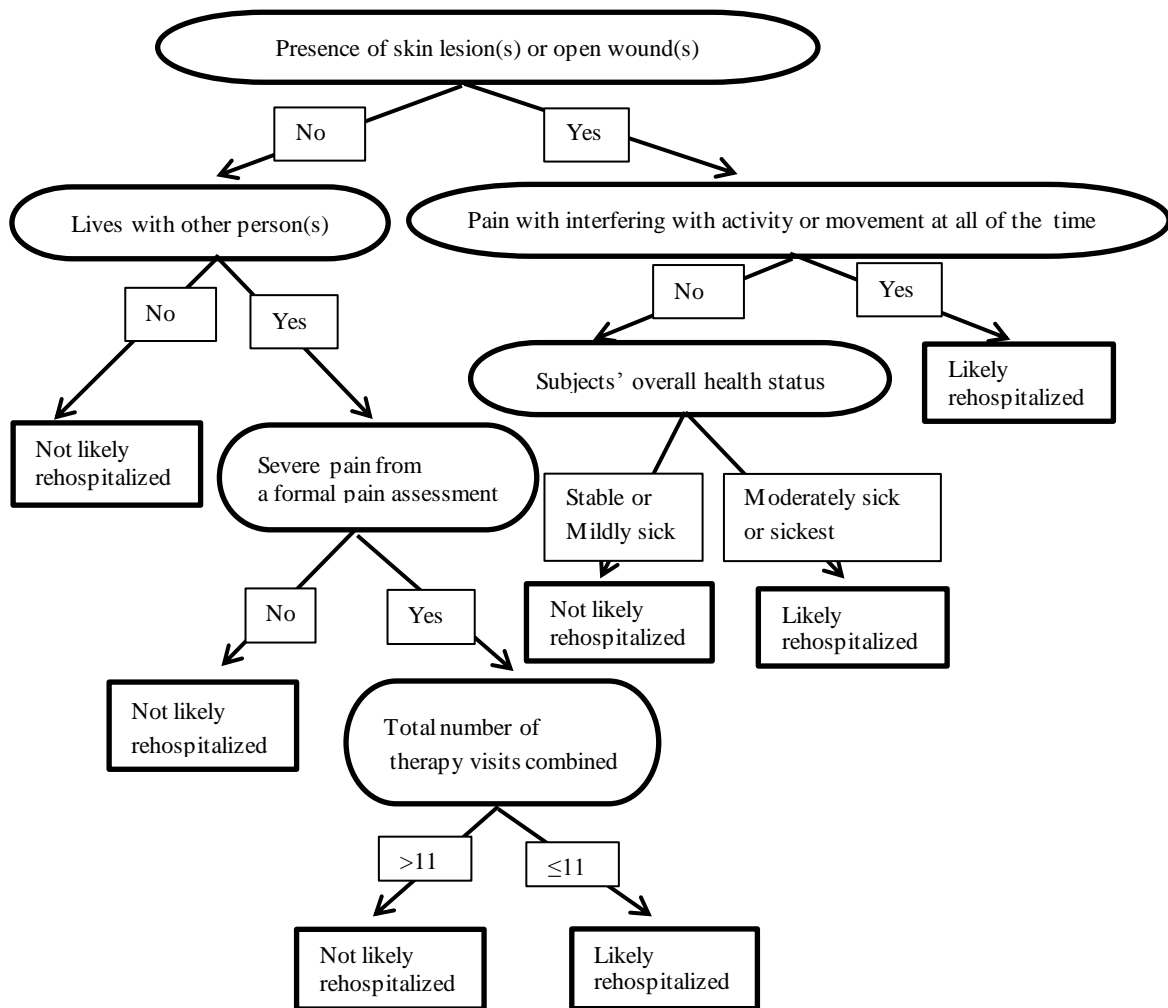 Presence of skin lesion(s) or open wound(s)
No
Yes
Lives with other person(s)
Pain with interfering with activity or movement at all of the time
No
Yes
No
Yes
Subjects' overall health status
Likely
rehospitalized
Not likely
rehospitalized
Severe pain from
a formal pain assessment
Stable or
Mildly sick
Moderately sick
or sickest
No
Yes
Not likely
rehospitalized
Likely
rehospitalized
Not likely
rehospitalized
Total number of
therapy visits combined
>11
≤11
Not likely
rehospitalized
Likely
rehospitalized